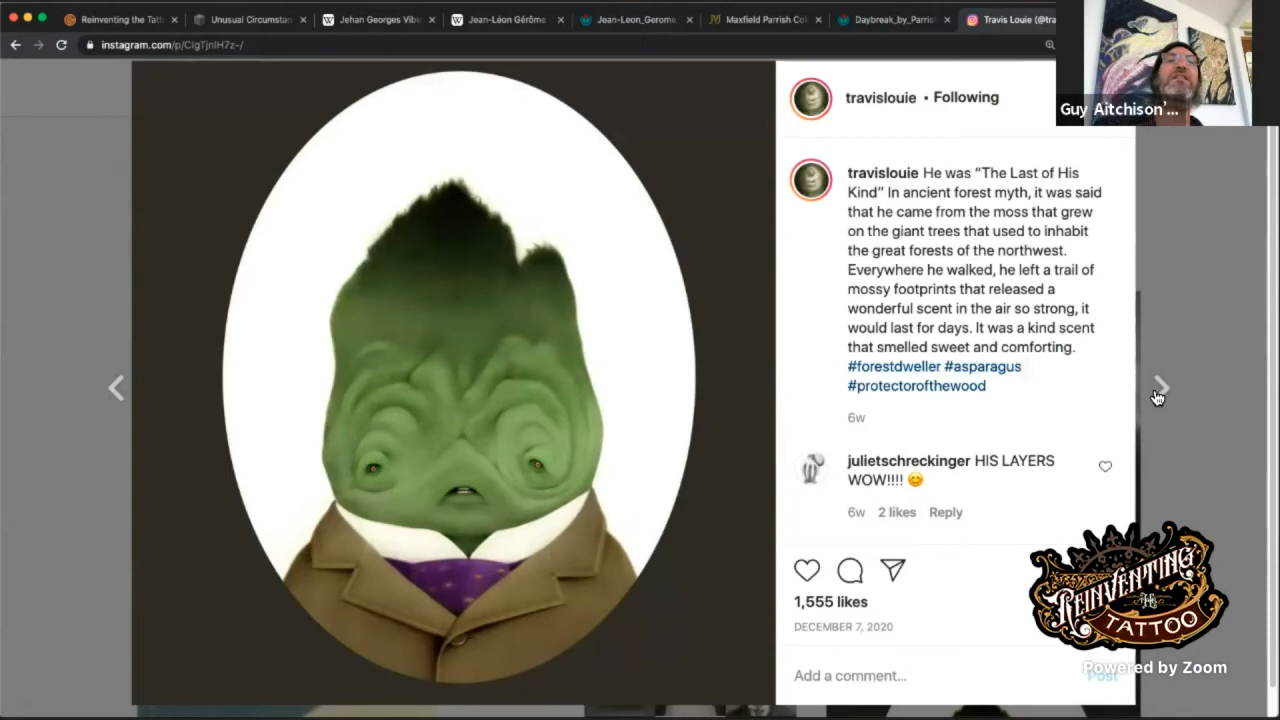 Reinventing the Tatt
Unusual Circumstan
Jehan Georges Vibe
Jean-Léon Gérôme
Jean-Leon_Gerome_
Maxfield Parrish Col
Daybreak_by_Parris
Travis Louie (@tra
instagram.com/p/CIgTjnIH7z-/
Guy Aitchison'...
travislouie • Following
travislouie He was “The Last of His
Kind” In ancient forest myth, it was said
that he came from the moss that grew
on the giant trees that used to inhabit
the great forests of the northwest.
Everywhere he walked, he left a trail of
mossy footprints that released a
wonderful scent in the air so strong, it
would last for days. It was a kind scent
that smelled sweet and comforting.
#forestdweller #asparagus
#protectorofthewood
6w
julietschreckinger HIS LAYERS
WOW!!!! 😊
6w 2 likes Reply
1,555 likes
DECEMBER 7, 2020
Add a comment...
Post
REINVENTING
THE
TATTOO
Powered by Zoom